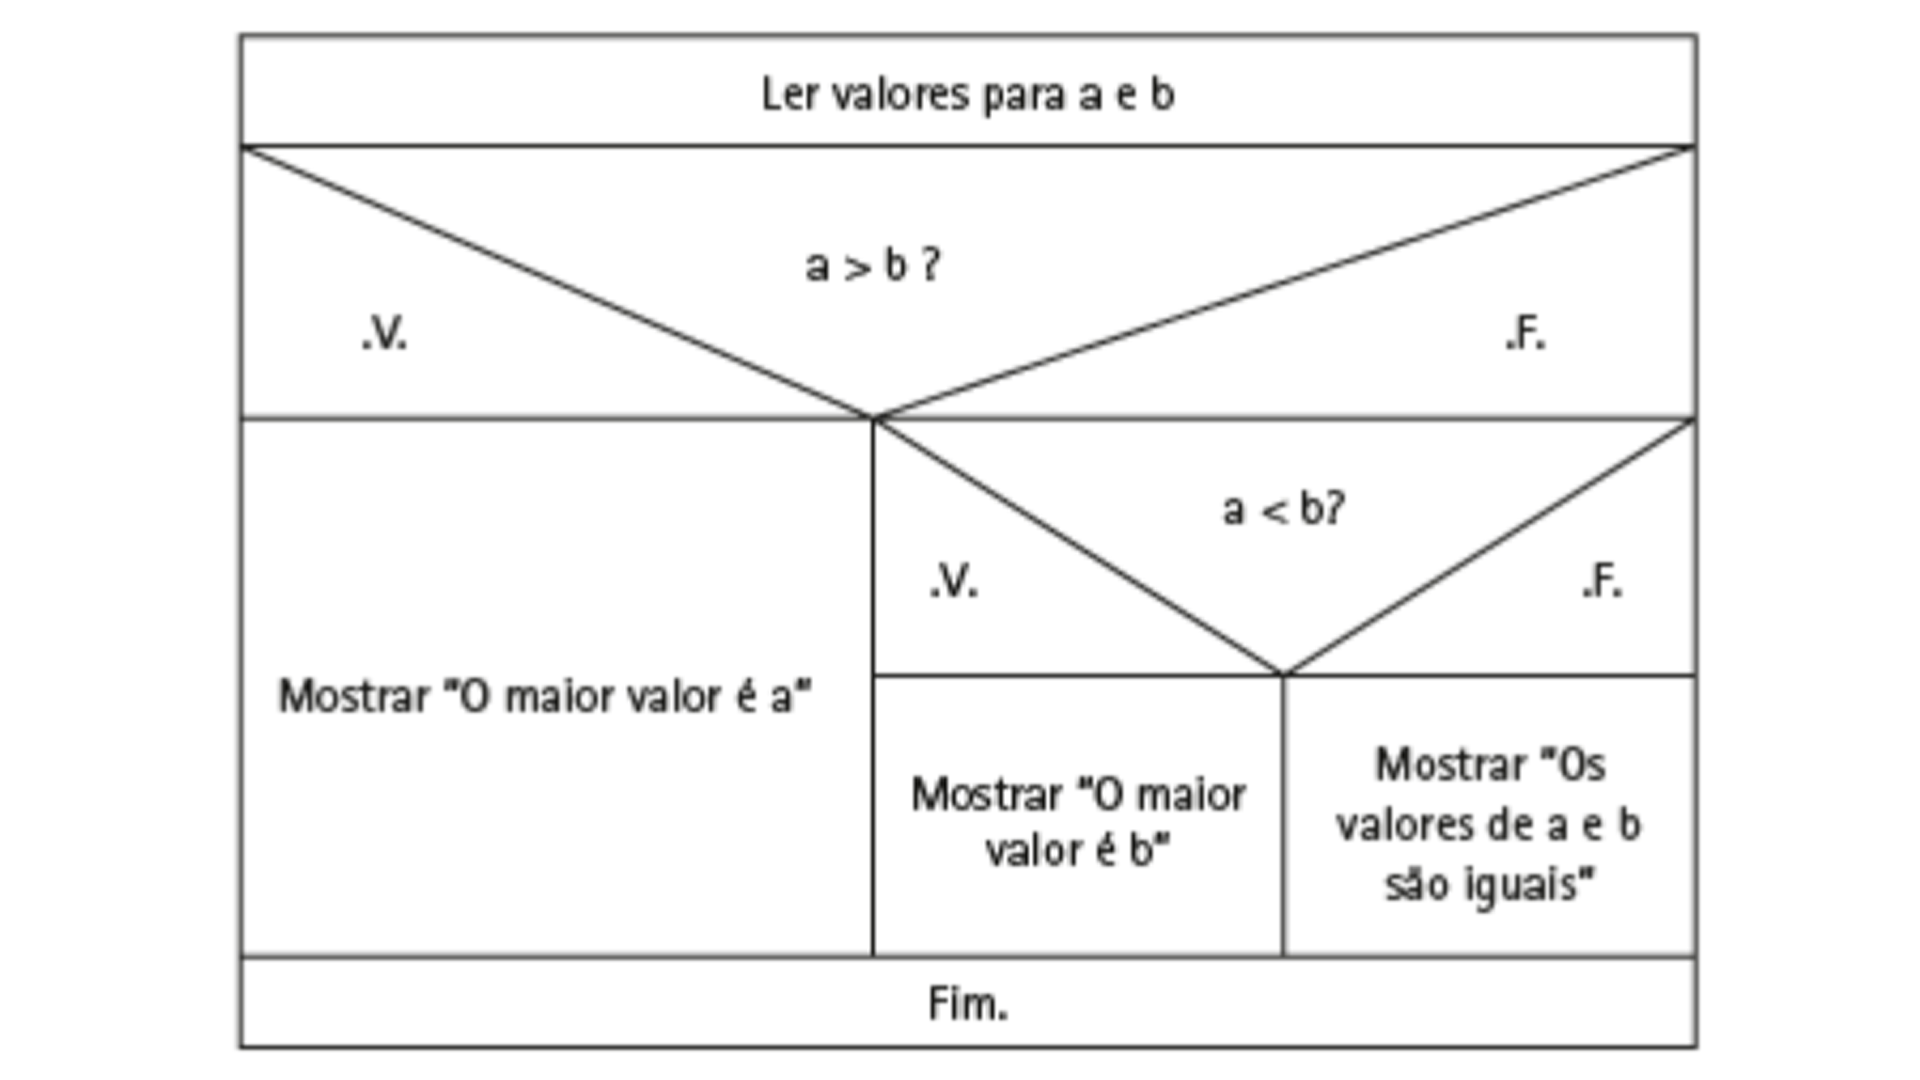 Ler valores para a e b
a > b ?
.V.
.F.
a < b?
.V.
.F.
Mostrar "O maior valor é a"
Mostrar "O maior
valor é b"
Mostrar "Os
valores de a e b
são iguais"
Fim.